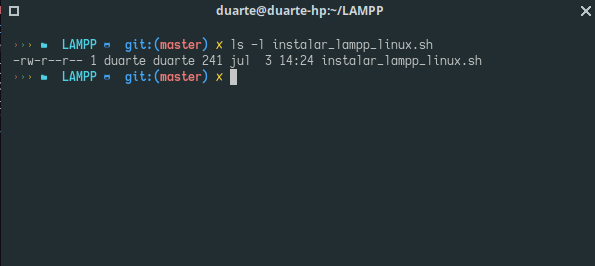 duarte@duarte-hp:~/LAMPP
››› LAMPP git:(master) x ls -l instalar_lampp_linux.sh
-rw-r--r-- 1 duarte duarte 241 jul  3 14:24 instalar_lampp_linux.sh
››› LAMPP git:(master) x